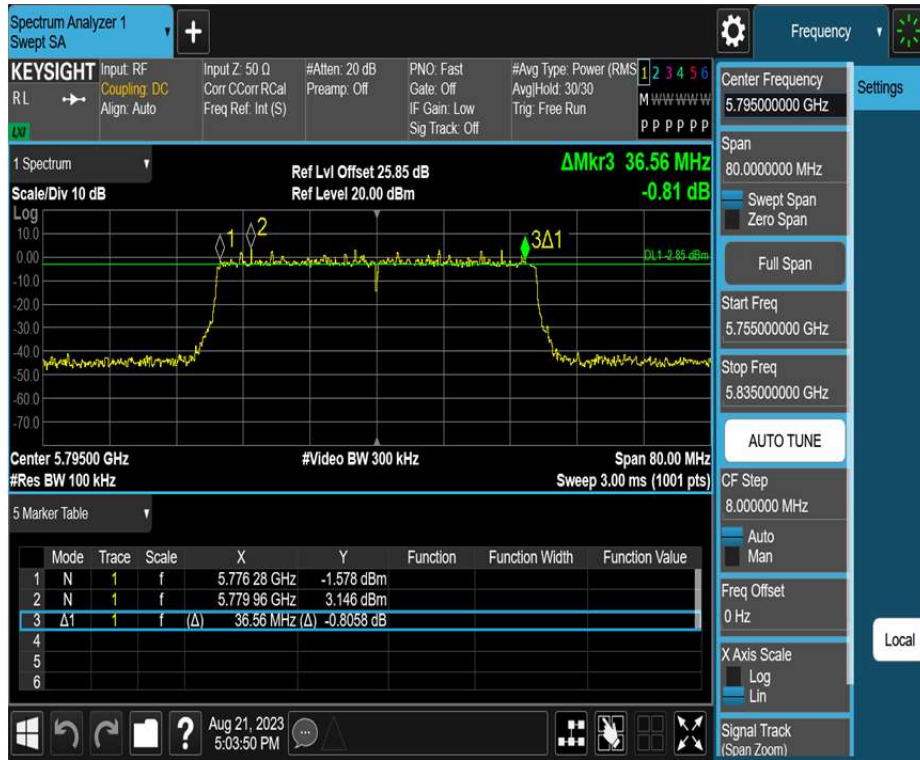 Spectrum Analyzer 1
Swept SA
+
Frequency
KEYSIGHT
R L
LXI
Input: RF
Coupling: DC
Align: Auto
Input Z: 50 Ω
Corr CCorr RCal
Freq Ref: Int (S)
#Atten: 20 dB
Preamp: Off
PNO: Fast
Gate: Off
IF Gain: Low
Sig Track: Off
#Avg Type: Power (RMS
Avg|Hold: 30/30
Trig: Free Run
1 2 3 4 5 6
M W W W W W
P P P P P P
1 Spectrum
Scale/Div 10 dB
Ref Lvl Offset 25.85 dB
Ref Level 20.00 dBm
ΔMkr3 36.56 MHz
-0.81 dB
Log
10.0
0.00
-10.0
-20.0
-30.0
-40.0
-50.0
-60.0
-70.0
1
2
3Δ1
DL1 -2.85 dBm
Center 5.79500 GHz
#Video BW 300 kHz
Span 80.00 MHz
#Res BW 100 kHz
Sweep 3.00 ms (1001 pts)
5 Marker Table
Mode Trace Scale X Y Function Function Width Function Value
1 N 1 f 5.776 28 GHz -1.578 dBm
2 N 1 f 5.779 96 GHz 3.146 dBm
3 Δ1 1 f (Δ) 36.56 MHz (Δ) -0.8058 dB
4
5
6
?
Aug 21, 2023
5:03:50 PM
Center Frequency
5.795000000 GHz
Span
80.0000000 MHz
Swept Span
Zero Span
Full Span
Start Freq
5.755000000 GHz
Stop Freq
5.835000000 GHz
AUTO TUNE
CF Step
8.000000 MHz
Auto
Man
Freq Offset
0 Hz
X Axis Scale
Log
Lin
Signal Track
(Span Zoom)
Settings
Local